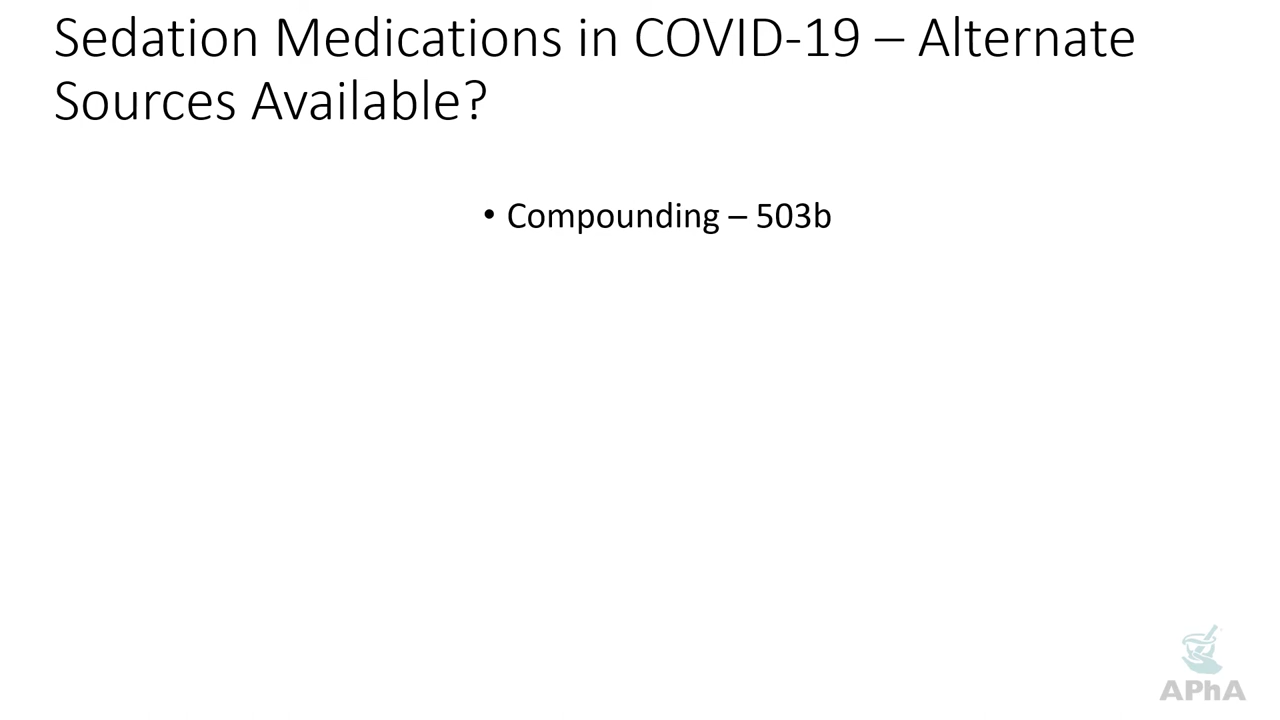 Sedation Medications in COVID-19 – Alternate
Sources Available?
• Compounding – 503b
APhA